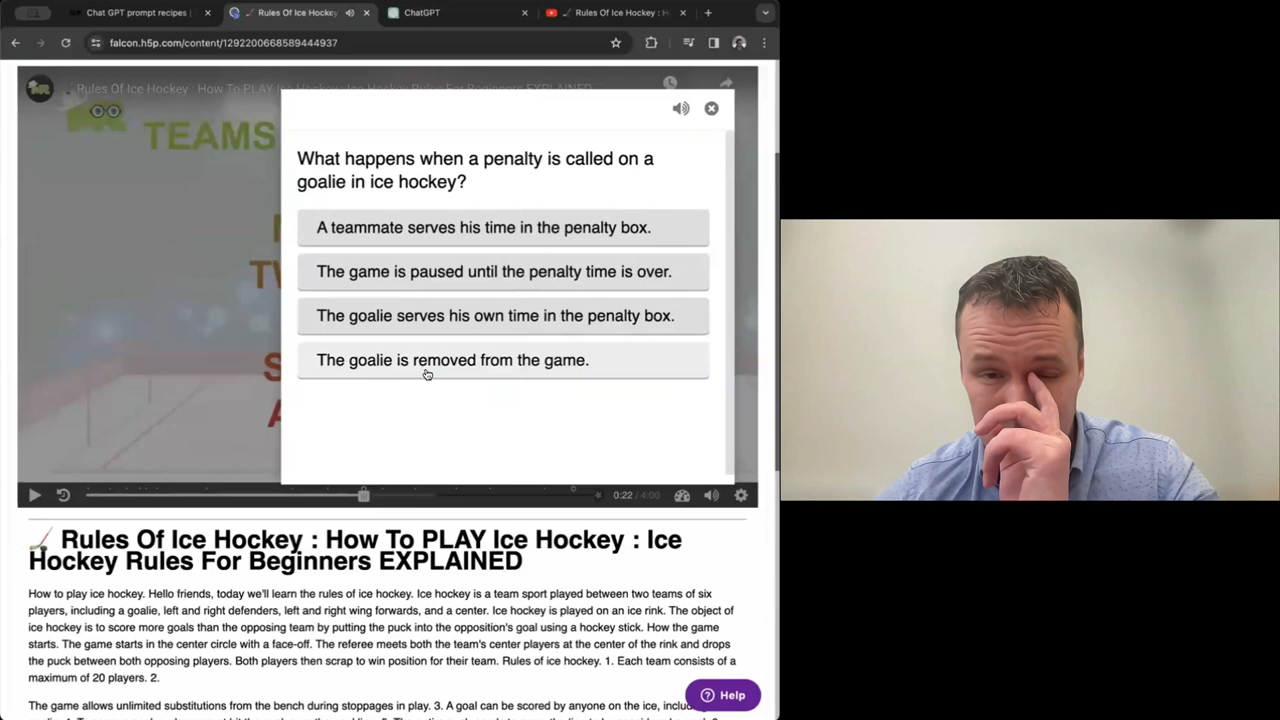 Chat GPT prompt recipes |
Rules Of Ice Hockey
ChatGPT
Rules Of Ice Hockey : H
falcon.h5p.com/content/1292200668589444937
Rules Of Ice Hockey : How To PLAY Ice Hockey : Ice Hockey Rules For Beginners EXPLAINED
TEAMS
What happens when a penalty is called on a
goalie in ice hockey?
A teammate serves his time in the penalty box.
The game is paused until the penalty time is over.
The goalie serves his own time in the penalty box.
The goalie is removed from the game.
0:22 / 4:00
Rules Of Ice Hockey : How To PLAY Ice Hockey : Ice
Hockey Rules For Beginners EXPLAINED
How to play ice hockey. Hello friends, today we'll learn the rules of ice hockey. Ice hockey is a team sport played between two teams of six
players, including a goalie, left and right defenders, left and right wing forwards, and a center. Ice hockey is played on an ice rink. The object of
ice hockey is to score more goals than the opposing team by putting the puck into the opposition's goal using a hockey stick. How the game
starts. The game starts in the center circle with a face-off. The referee meets both the team's center players at the center of the rink and drops
the puck between both opposing players. Both players then scrap to win position for their team. Rules of ice hockey. 1. Each team consists of a
maximum of 20 players. 2.
The game allows unlimited substitutions from the bench during stoppages in play. 3. A goal can be scored by anyone on the ice,
Help